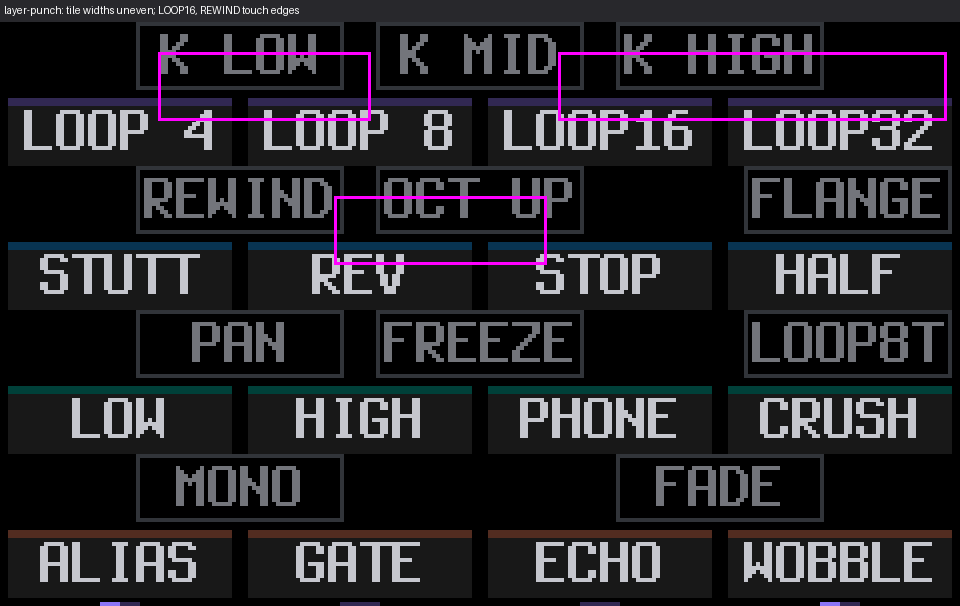 layer-punch: tile widths uneven; LOOP16, REWIND touch edges
K LOW K MID K HIGH
LOOP 4 LOOP 8 LOOP16 LOOP32
REWIND OCT UP FLANGE
STUTT REV STOP HALF
PAN FREEZE LOOP8T
LOW HIGH PHONE CRUSH
MONO FADE
ALIAS GATE ECHO WOBBLE